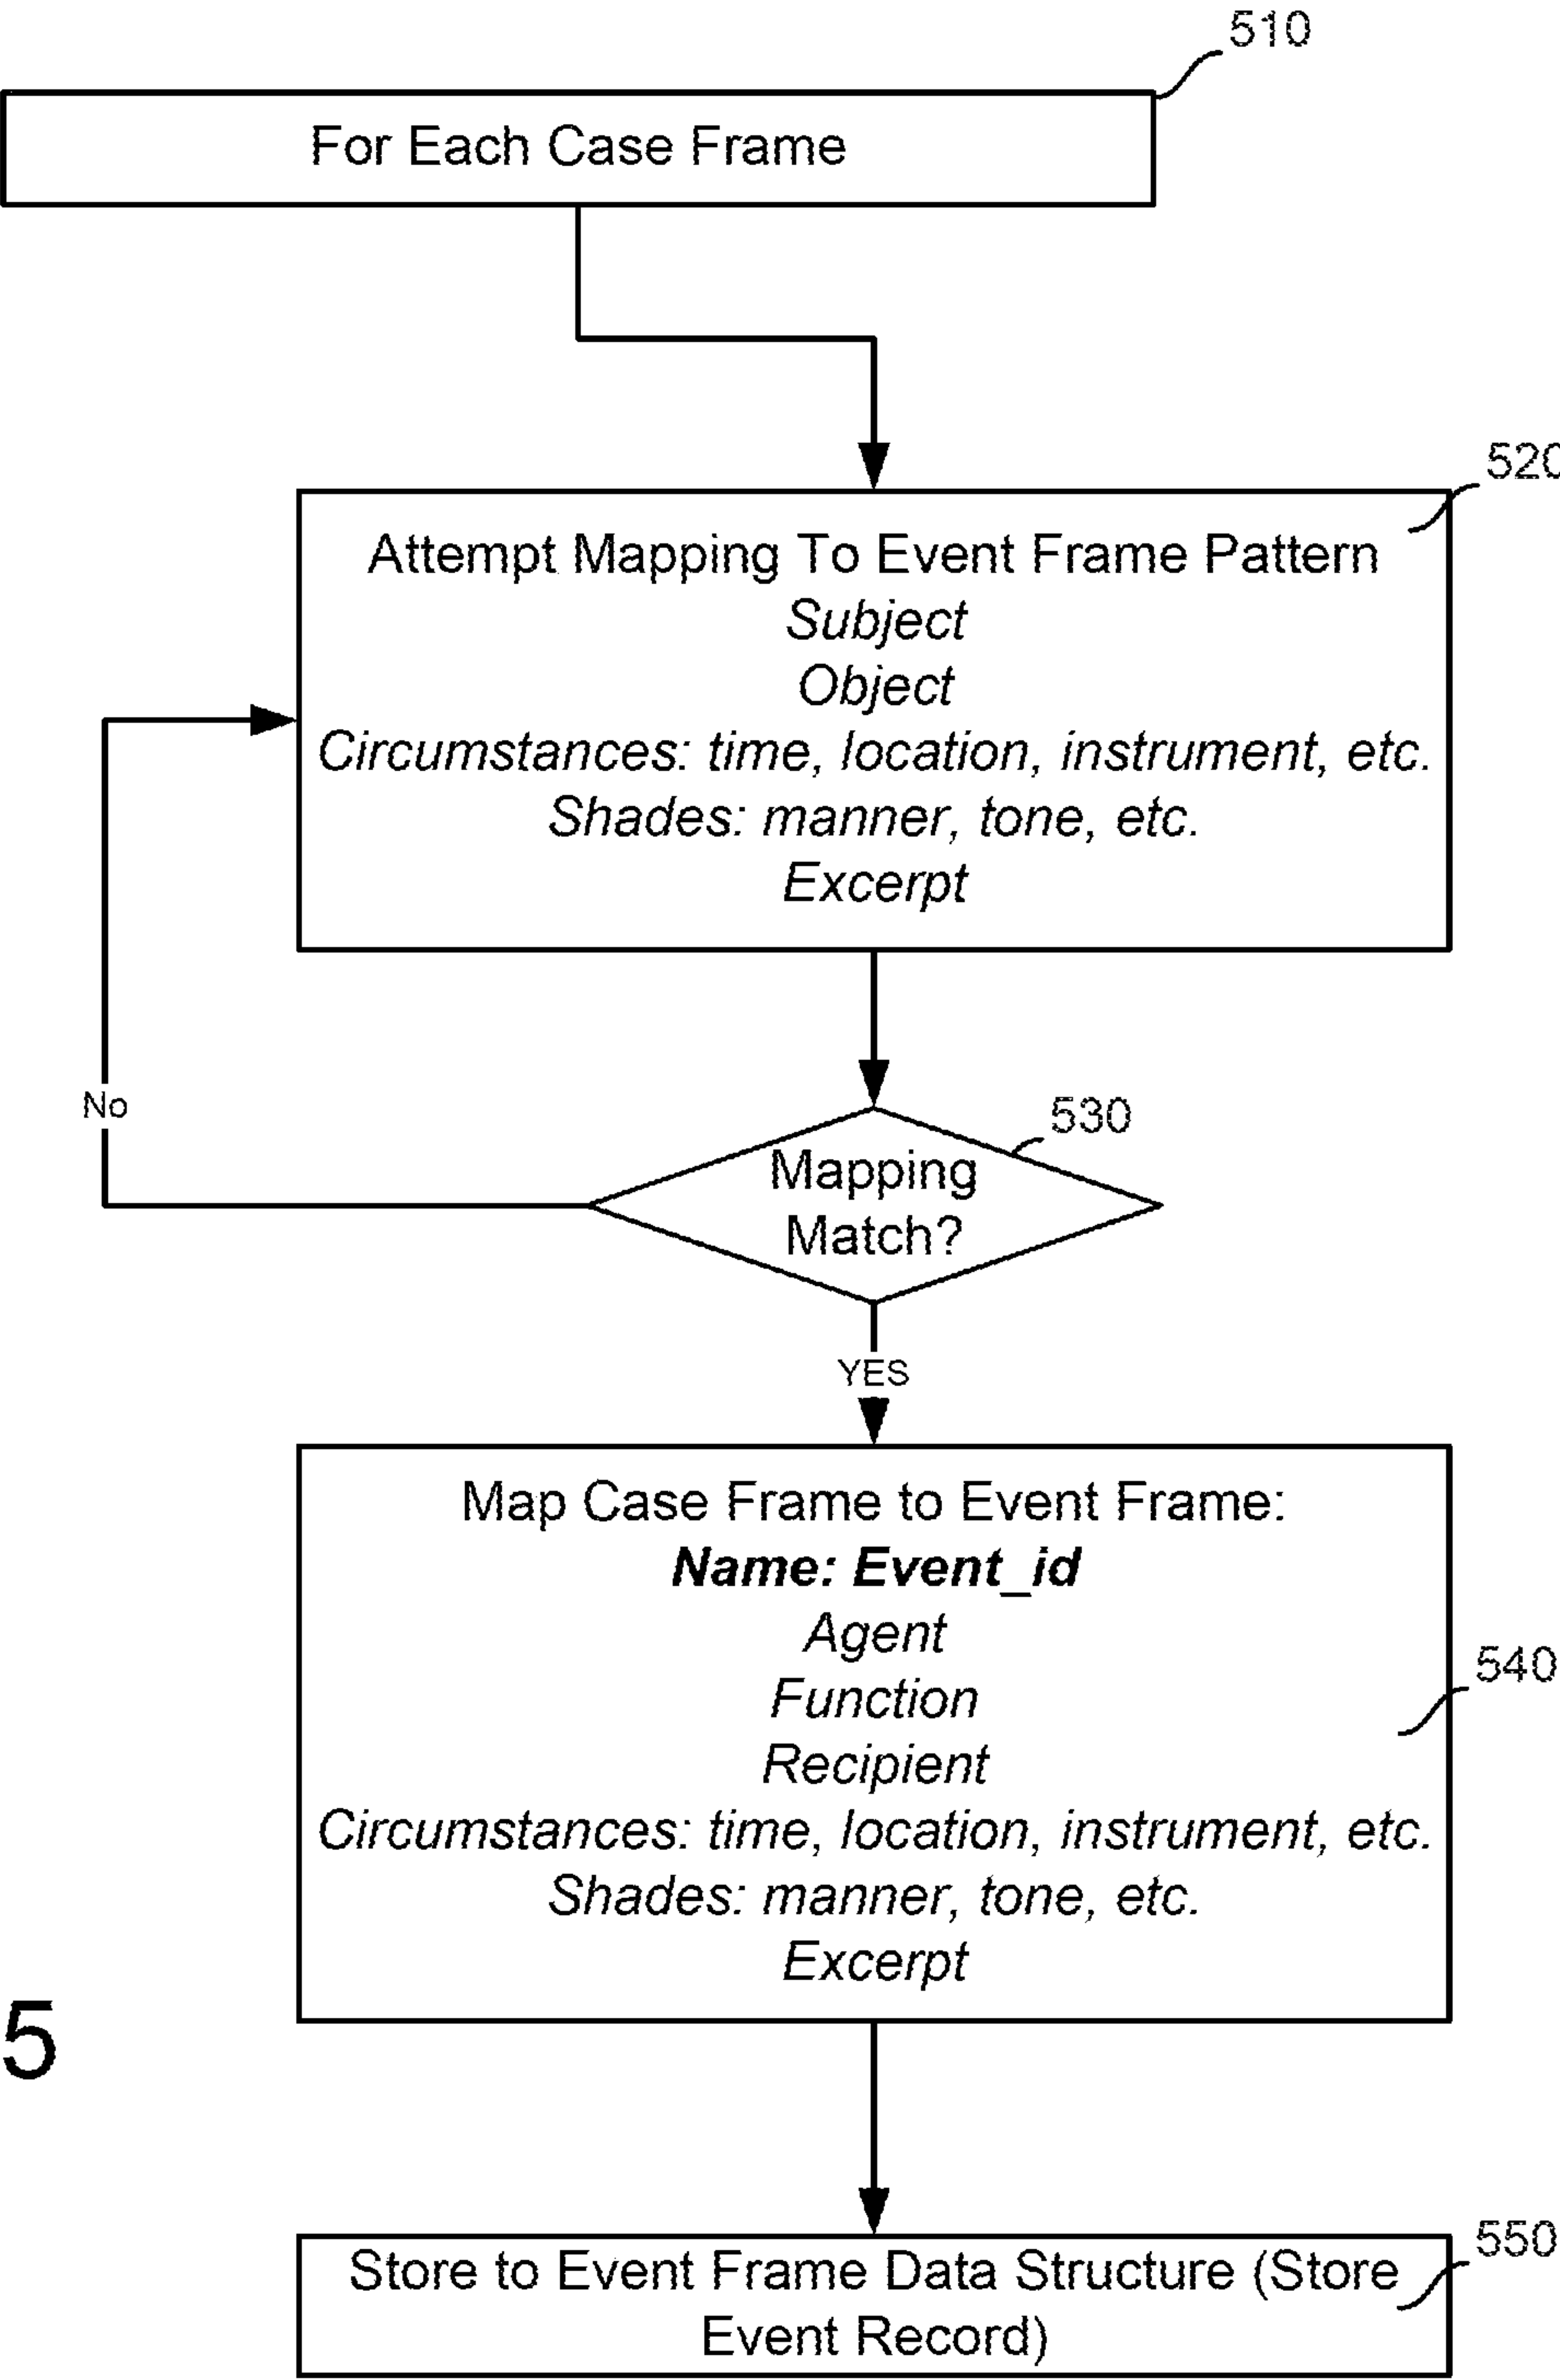 510
For Each Case Frame
520
Attempt Mapping To Event Frame Pattern
Subject
Object
Circumstances: time, location, instrument, etc.
Shades: manner, tone, etc.
Excerpt
No
530
Mapping
Match?
YES
Map Case Frame to Event Frame:
Name: Event_id
Agent
Function
Recipient
540
Circumstances: time, location, instrument, etc.
Shades: manner, tone, etc.
Excerpt
5
550
Store to Event Frame Data Structure (Store
Event Record)